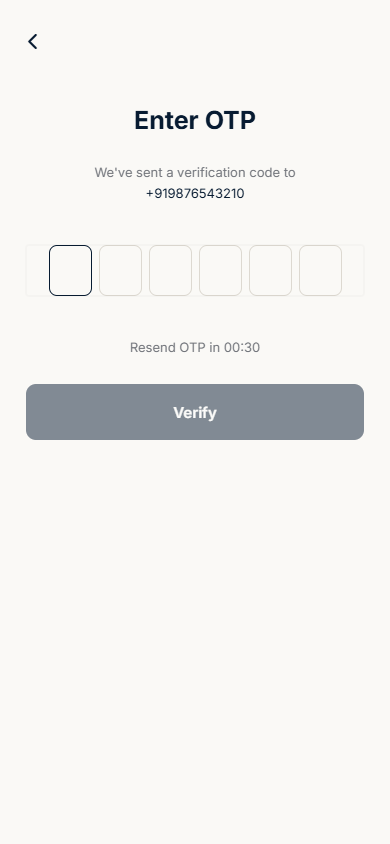 Enter OTP
We've sent a verification code to
+919876543210
Resend OTP in 00:30
Verify